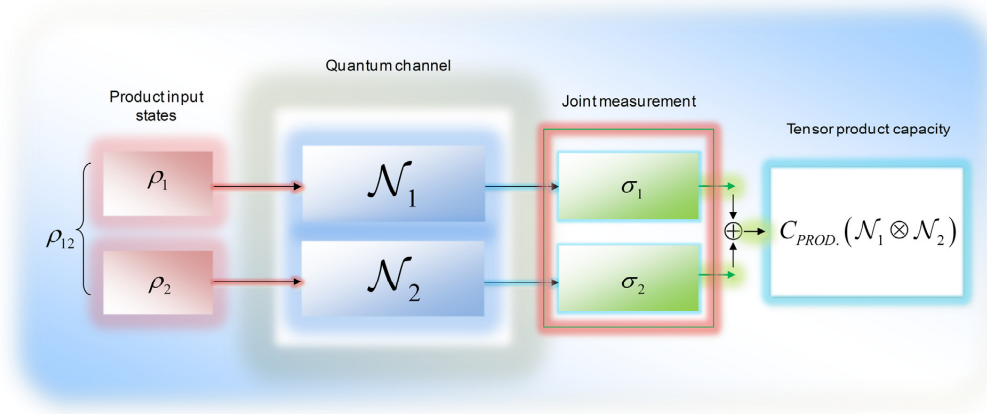 Quantum channel
Product input
states
Joint measurement
Tensor product capacity
ρ₁
𝒩₁
σ₁
ρ₁₂
⊕
C_PROD. (𝒩₁ ⊗ 𝒩₂)
ρ₂
𝒩₂
σ₂